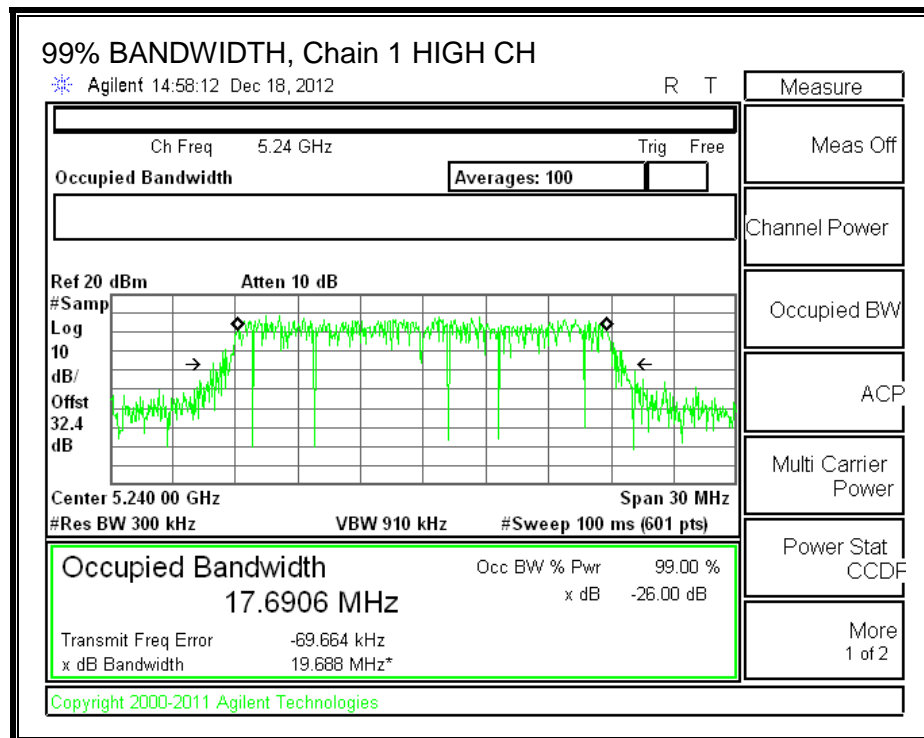 99% BANDWIDTH, Chain 1 HIGH CH
Agilent 14:58:12 Dec 18, 2012 R T
Ch Freq 5.24 GHz Trig Free
Occupied Bandwidth Averages: 100
Ref 20 dBm Atten 10 dB
#Samp
Log
10
dB/
Offst
32.4
dB
Center 5.240 00 GHz Span 30 MHz
#Res BW 300 kHz VBW 910 kHz #Sweep 100 ms (601 pts)
Occupied Bandwidth Occ BW % Pwr 99.00 %
17.6906 MHz x dB -26.00 dB
Transmit Freq Error -69.664 kHz
x dB Bandwidth 19.688 MHz*
Copyright 2000-2011 Agilent Technologies
Measure
Meas Off
Channel Power
Occupied BW
ACP
Multi Carrier
Power
Power Stat
CCDF
More
1 of 2